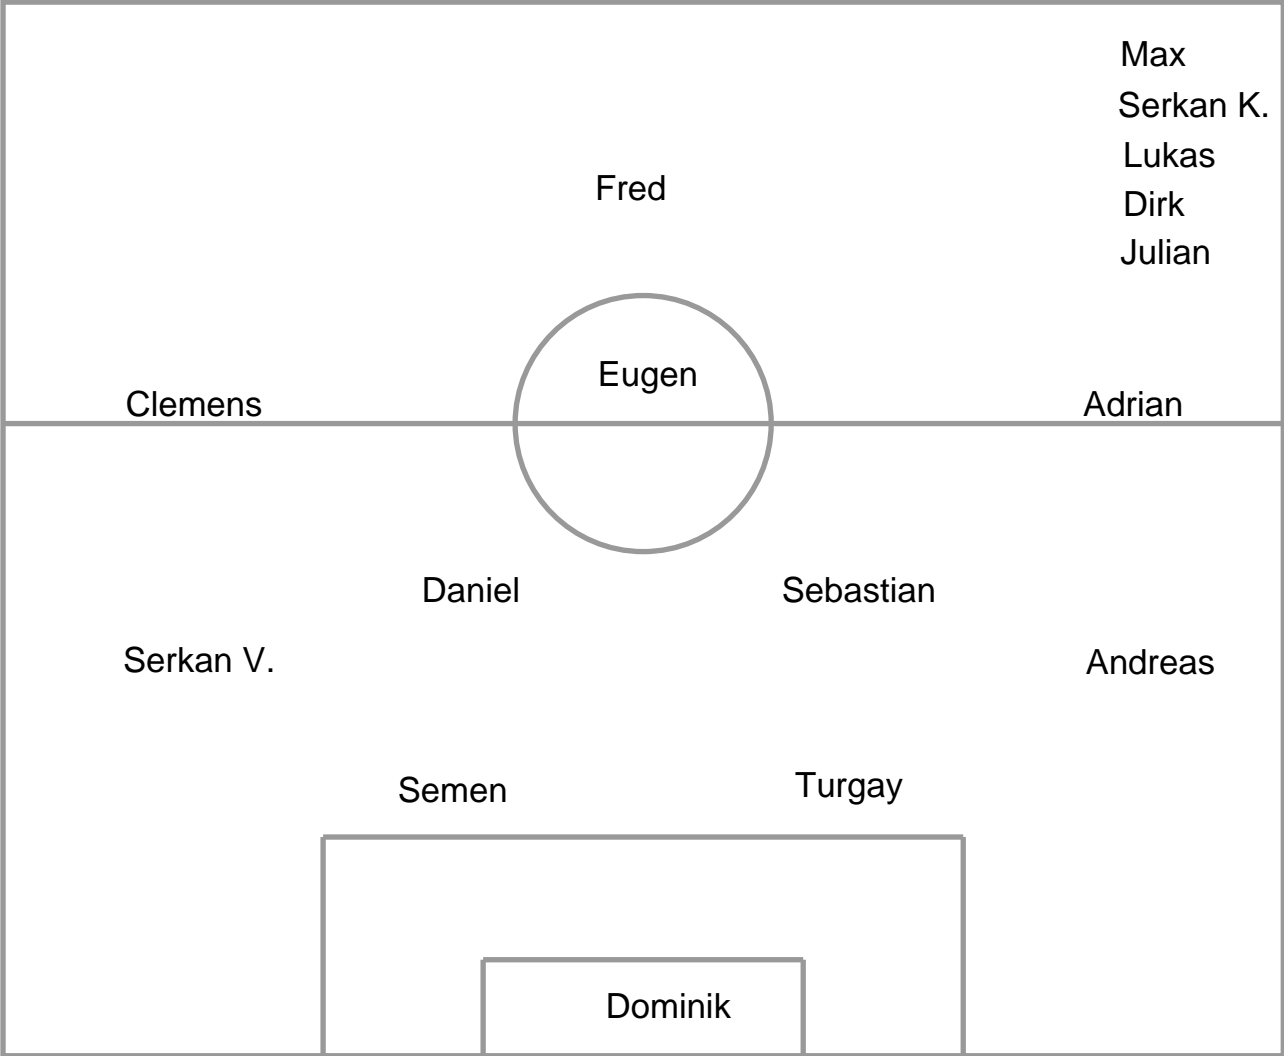 Max
Serkan K.
Lukas
Dirk
Julian
Fred
Eugen
Clemens
Adrian
Daniel
Sebastian
Serkan V.
Andreas
Semen
Turgay
Dominik